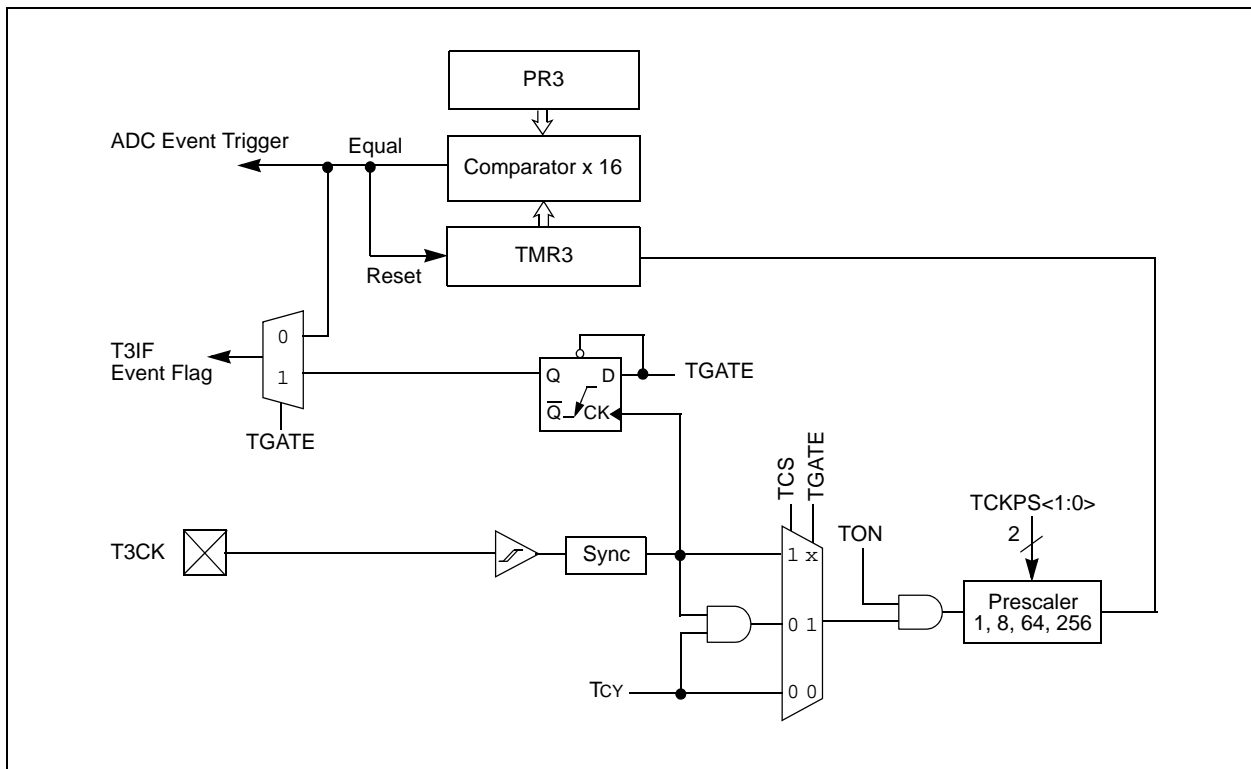 PR3
ADC Event Trigger
Equal
Comparator x 16
TMR3
Reset
0
T3IF
Event Flag
1
TGATE
Q D
Q CK
TGATE
TCS
TGATE
TCKPS<1:0>
2
TON
T3CK
Sync
1 x
Prescaler
1, 8, 64, 256
0 1
TCY
0 0